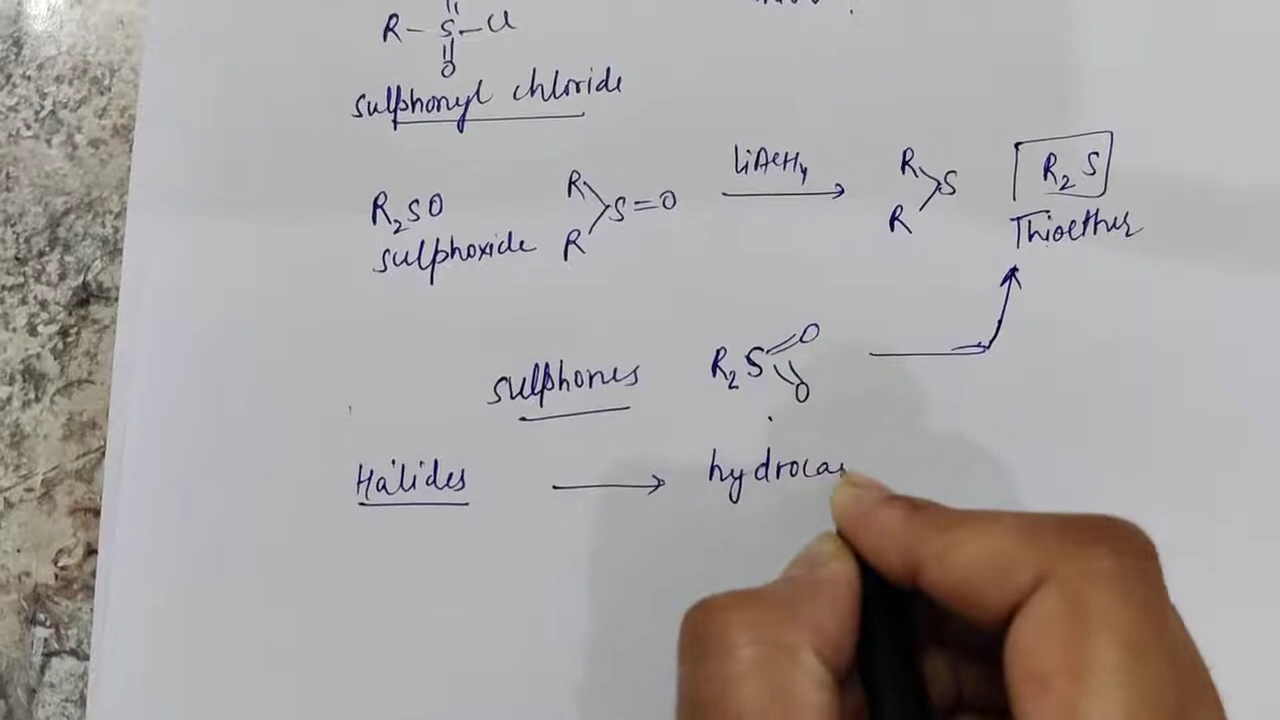 R–S–Cl
O
sulphonyl chloride
R₂SO
sulphoxide
R
R
S=O
LiAlH₄
R
R
S
R₂S
Thioether
sulphones
R₂S
O
O
Halides → hydroca